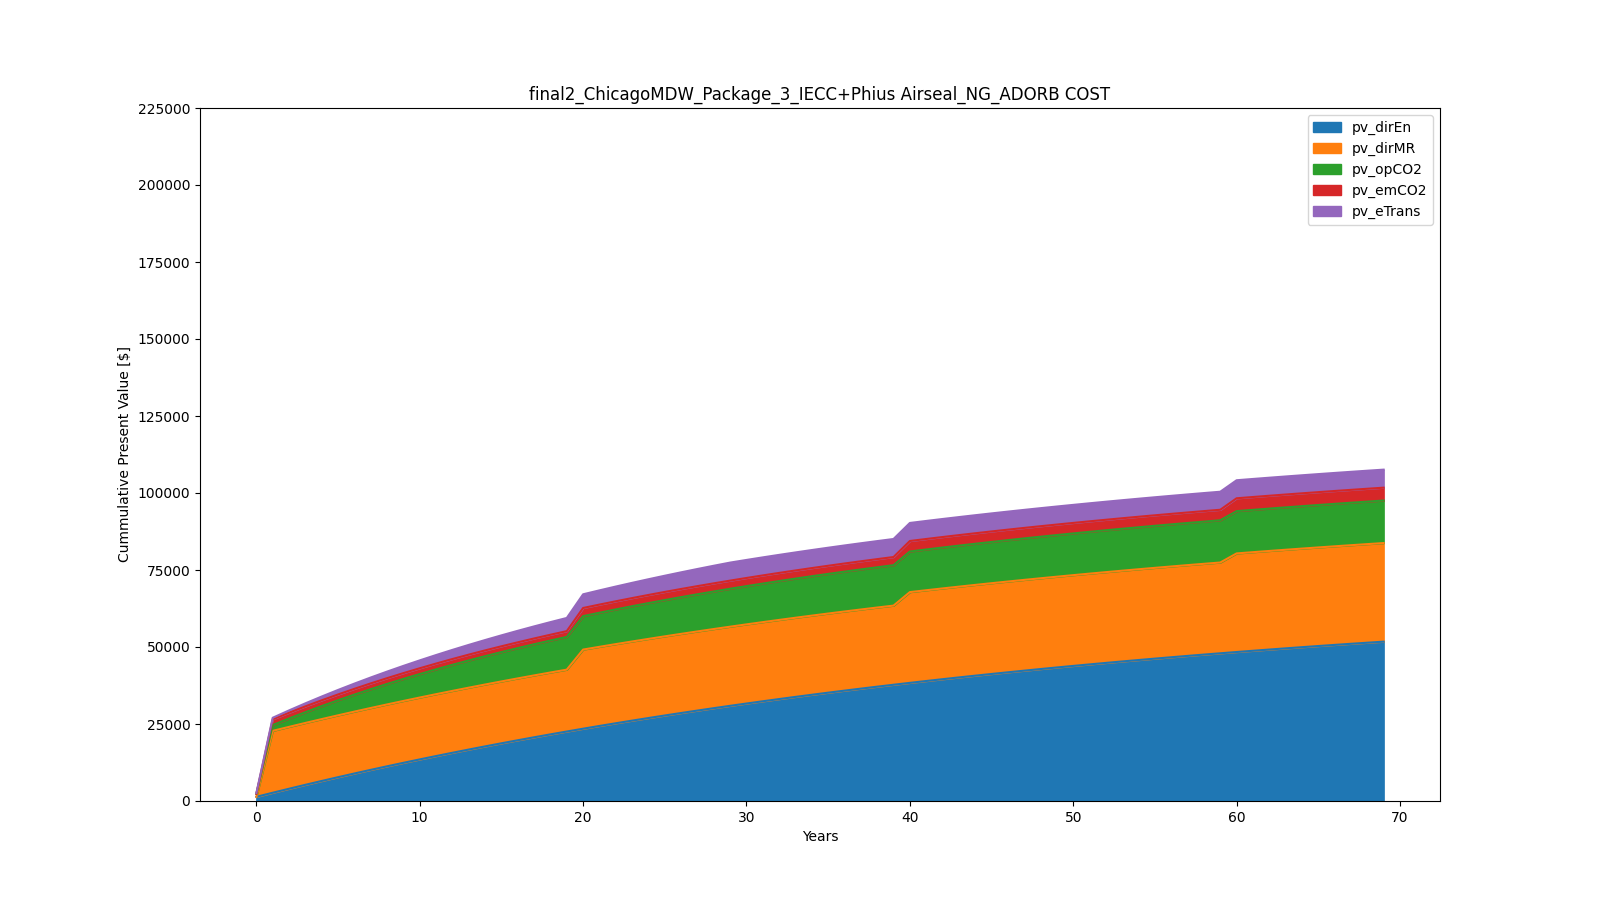 final2_ChicagoMDW_Package_3_IECC+Phius Airseal_NG_ADORB COST
pv_dirEn
pv_dirMR
pv_opCO2
pv_emCO2
pv_eTrans
Cummulative Present Value [$]
225000
200000
175000
150000
125000
100000
75000
50000
25000
0
0 10 20 30 40 50 60 70
Years